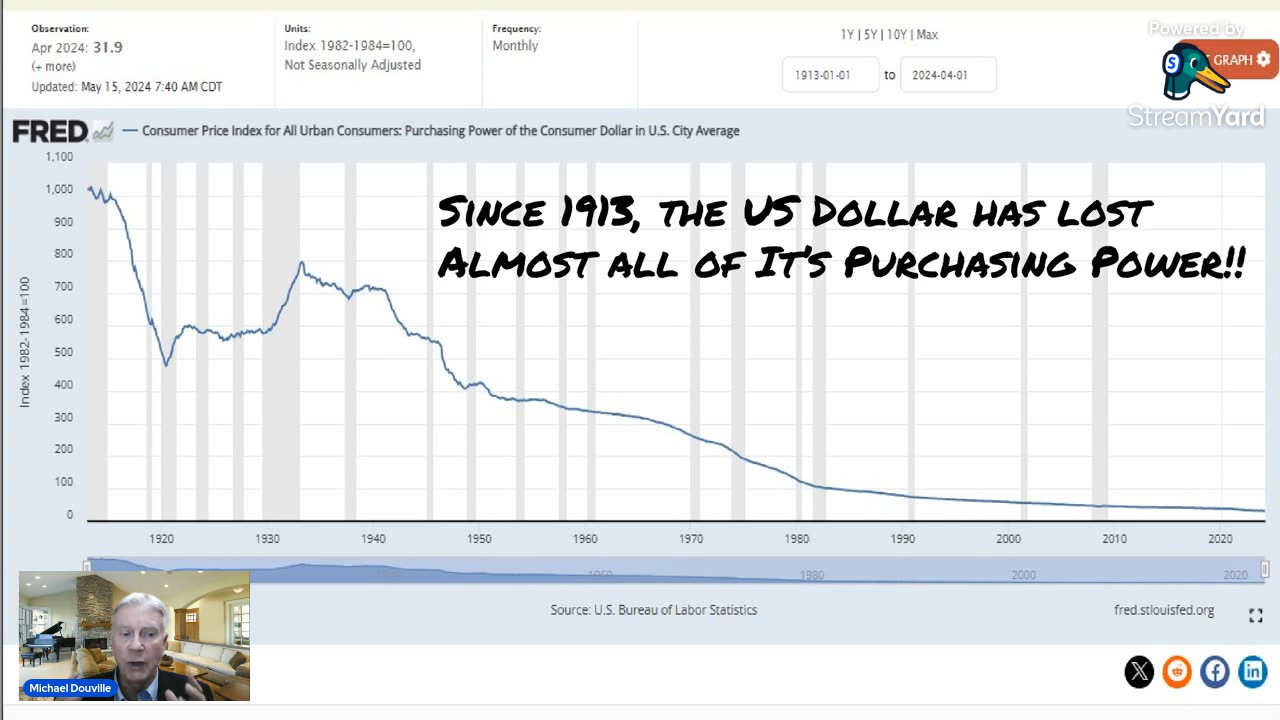 Observation:
Apr 2024: 31.9
(+ more)
Updated: May 15, 2024 7:40 AM CDT
Units:
Index 1982-1984=100,
Not Seasonally Adjusted
Frequency:
Monthly
1Y | 5Y | 10Y | Max
1913-01-01 to 2024-04-01
Powered by
GRAPH
StreamYard
FRED
Consumer Price Index for All Urban Consumers: Purchasing Power of the Consumer Dollar in U.S. City Average
Since 1913, the US Dollar has lost
Almost all of It's Purchasing Power!!
Index 1982-1984=100
1,100
1,000
900
800
700
600
500
400
300
200
100
0
1920 1930 1940 1950 1960 1970 1980 1990 2000 2010 2020
1960 1980 2000 2020
Source: U.S. Bureau of Labor Statistics
fred.stlouisfed.org
Michael Douville